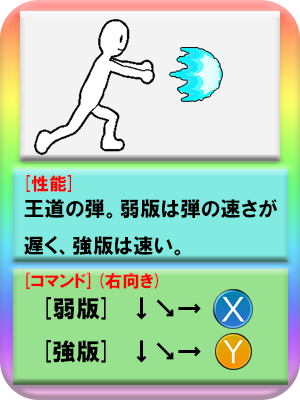 [性能]
王道の弾。弱版は弾の速さが
遅く、強版は速い。
[コマンド] (右向き)
[弱版] ↓↘→ X
[強版] ↓↘→ Y